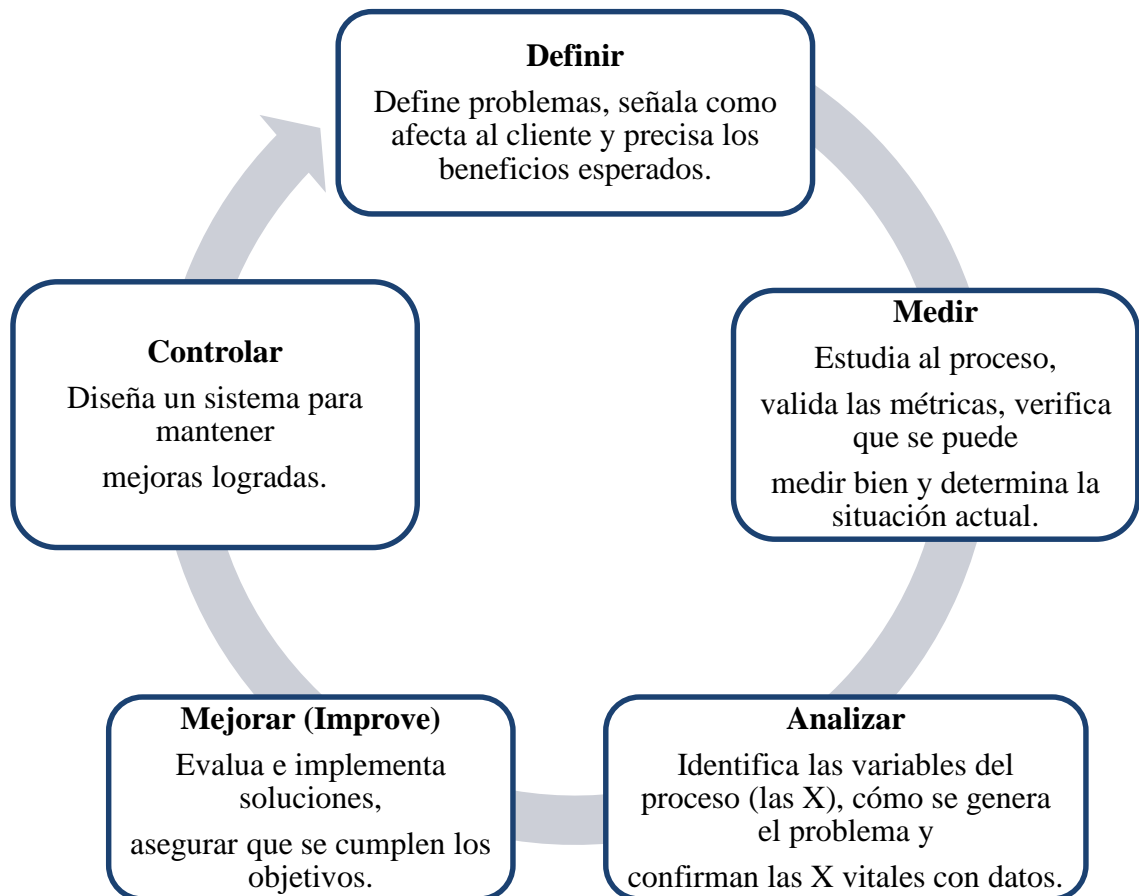 Definir
Define problemas, señala como
afecta al cliente y precisa los
beneficios esperados.
Medir
Estudia al proceso,
valida las métricas, verifica
que se puede
medir bien y determina la
situación actual.
Analizar
Identifica las variables del
proceso (las X), cómo se genera
el problema y
confirman las X vitales con datos.
Mejorar (Improve)
Evalua e implementa
soluciones,
asegurar que se cumplen los
objetivos.
Controlar
Diseña un sistema para
mantener
mejoras logradas.